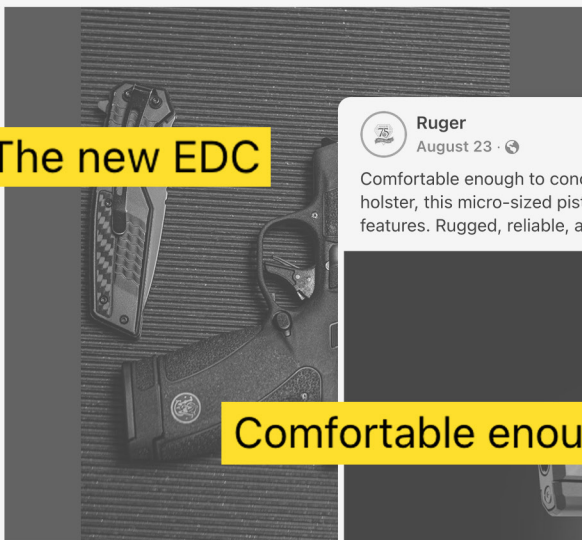 The new EDC
75
Ruger
August 23 ·
Comfortable enough to conc
holster, this micro-sized pist
features. Rugged, reliable, a
Comfortable enou